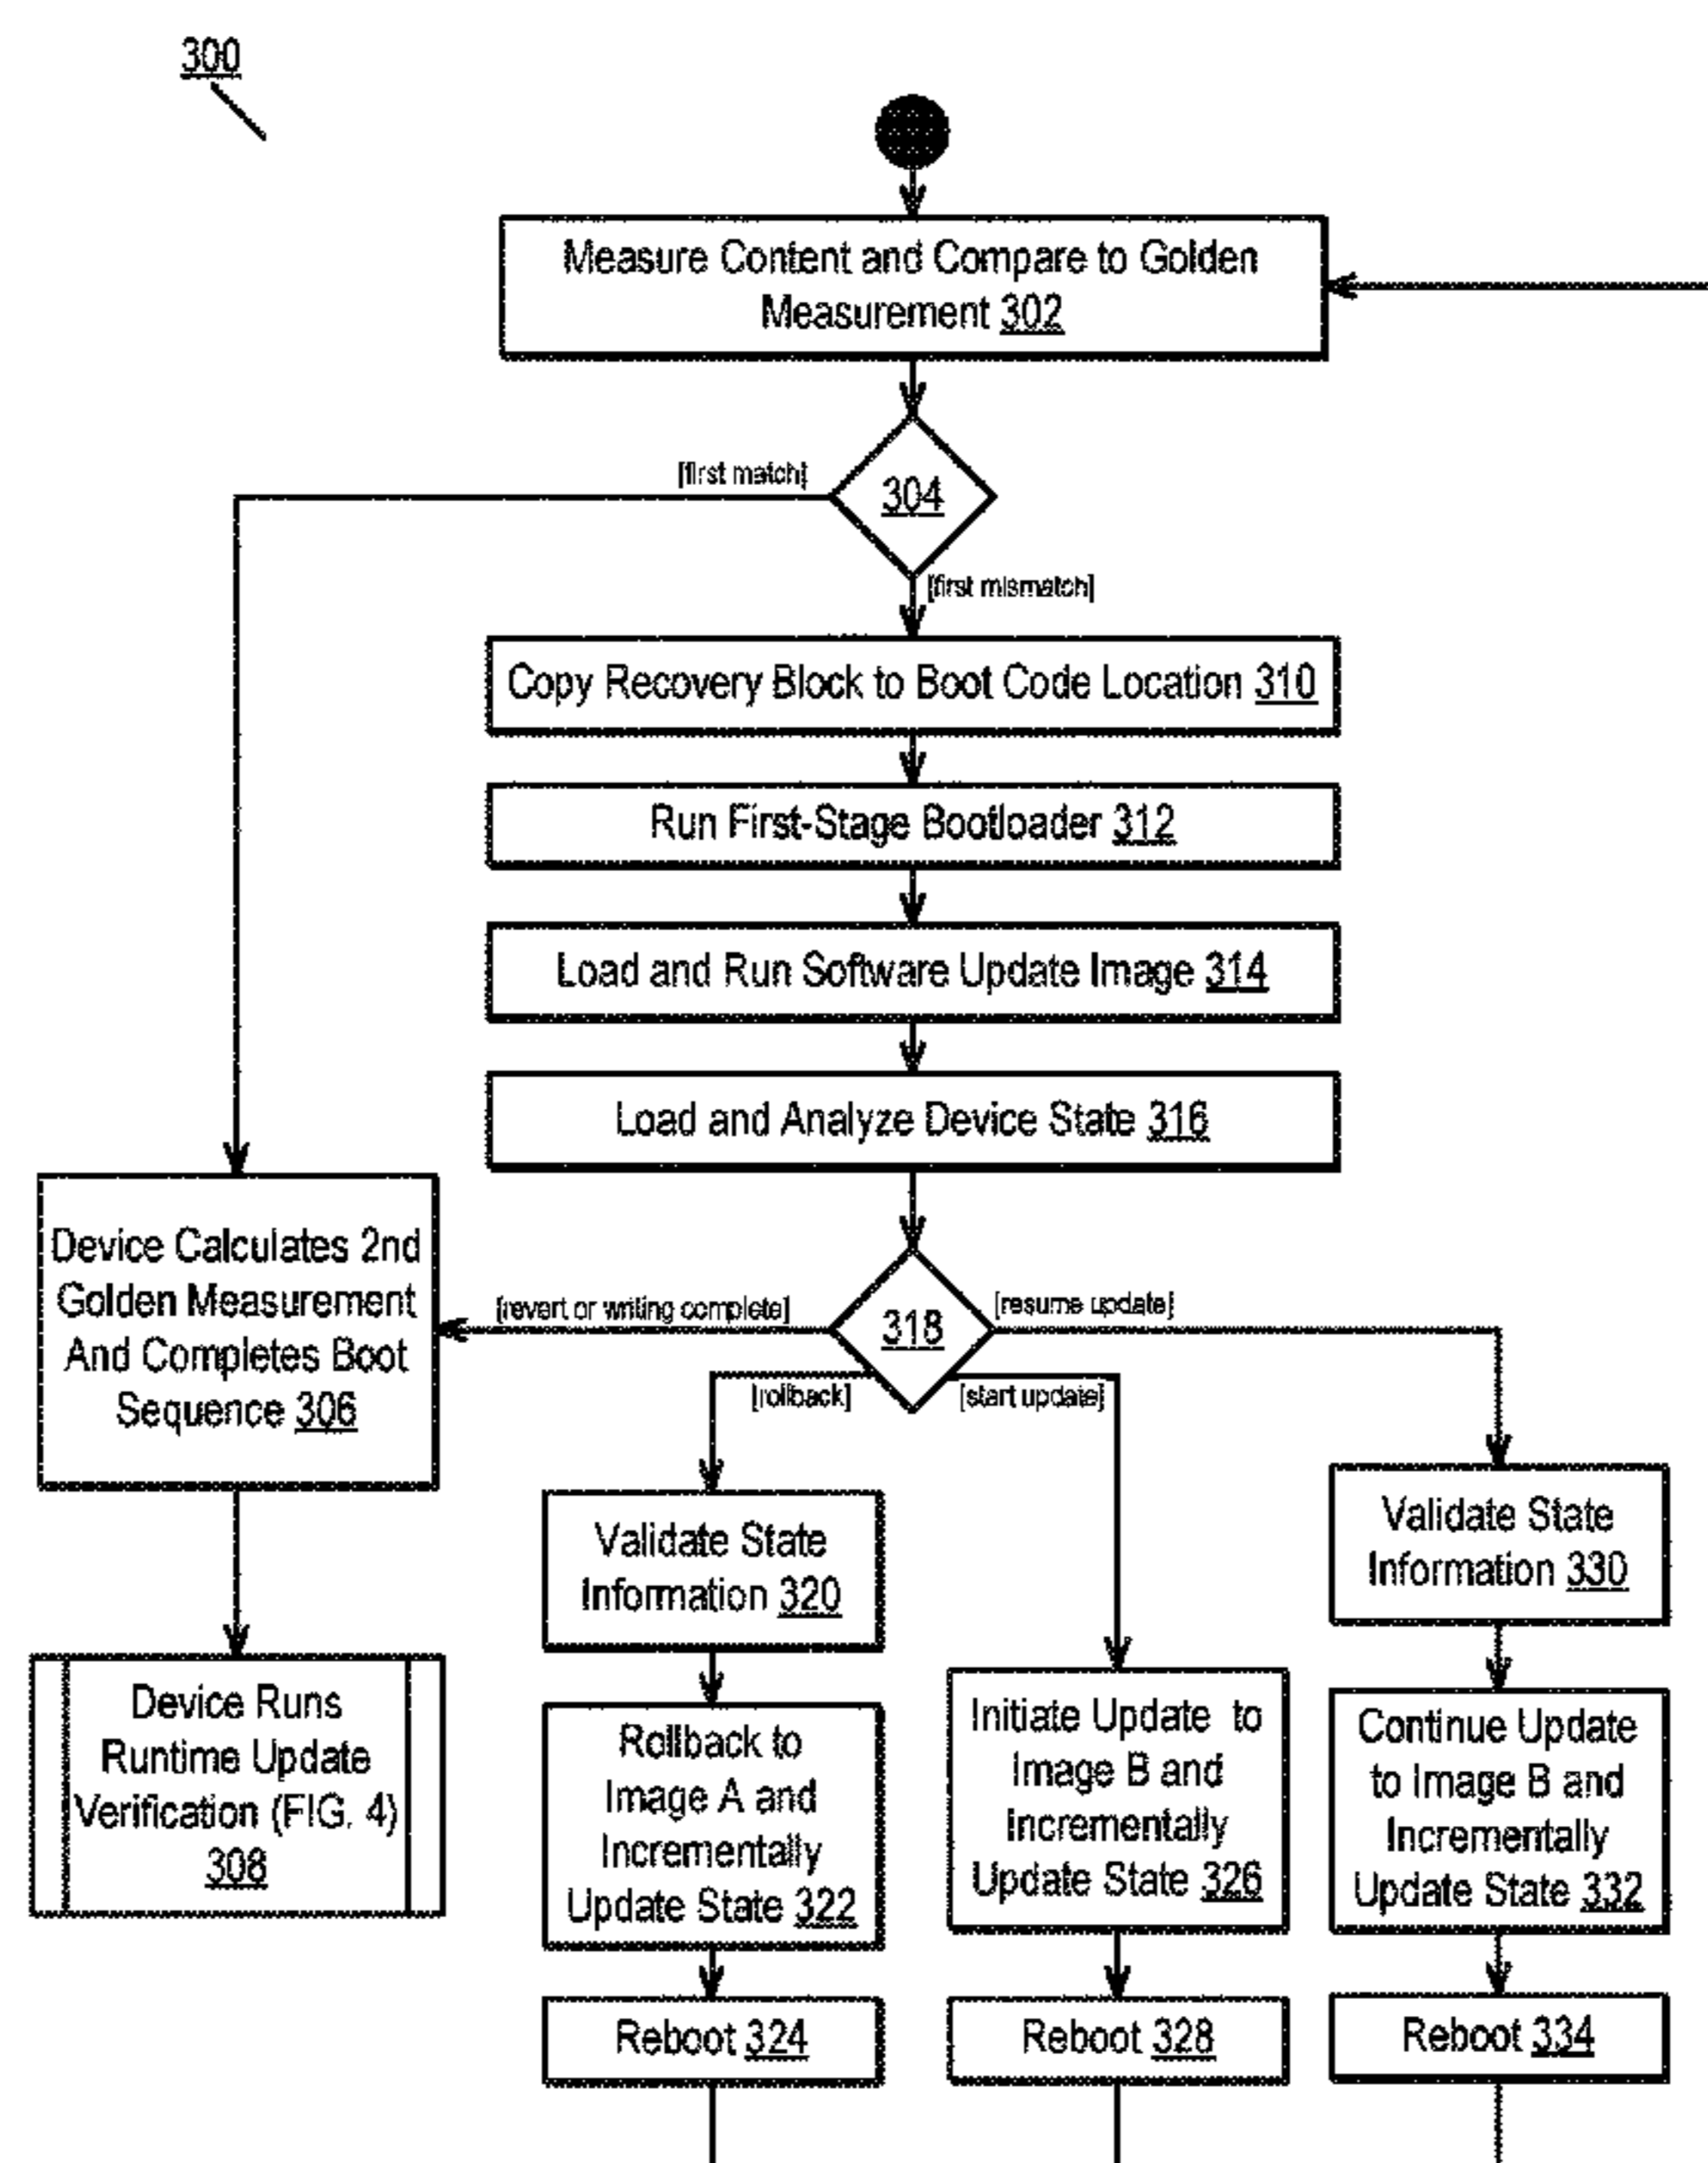 300
Measure Content and Compare to Golden
Measurement 302
[first match]
304
[first mismatch]
Copy Recovery Block to Boot Code Location 310
Run First-Stage Bootloader 312
Load and Run Software Update Image 314
Load and Analyze Device State 316
Device Calculates 2nd
Golden Measurement
And Completes Boot
Sequence 306
[revert or writing complete]
318
[resume update]
[rollback]
[start update]
Validate State
Information 320
Validate State
Information 330
Device Runs
Runtime Update
Verification (FIG. 4)
308
Rollback to
Image A and
Incrementally
Update State 322
Initiate Update to
Image B and
Incrementally
Update State 326
Continue Update
to Image B and
Incrementally
Update State 332
Reboot 324
Reboot 328
Reboot 334